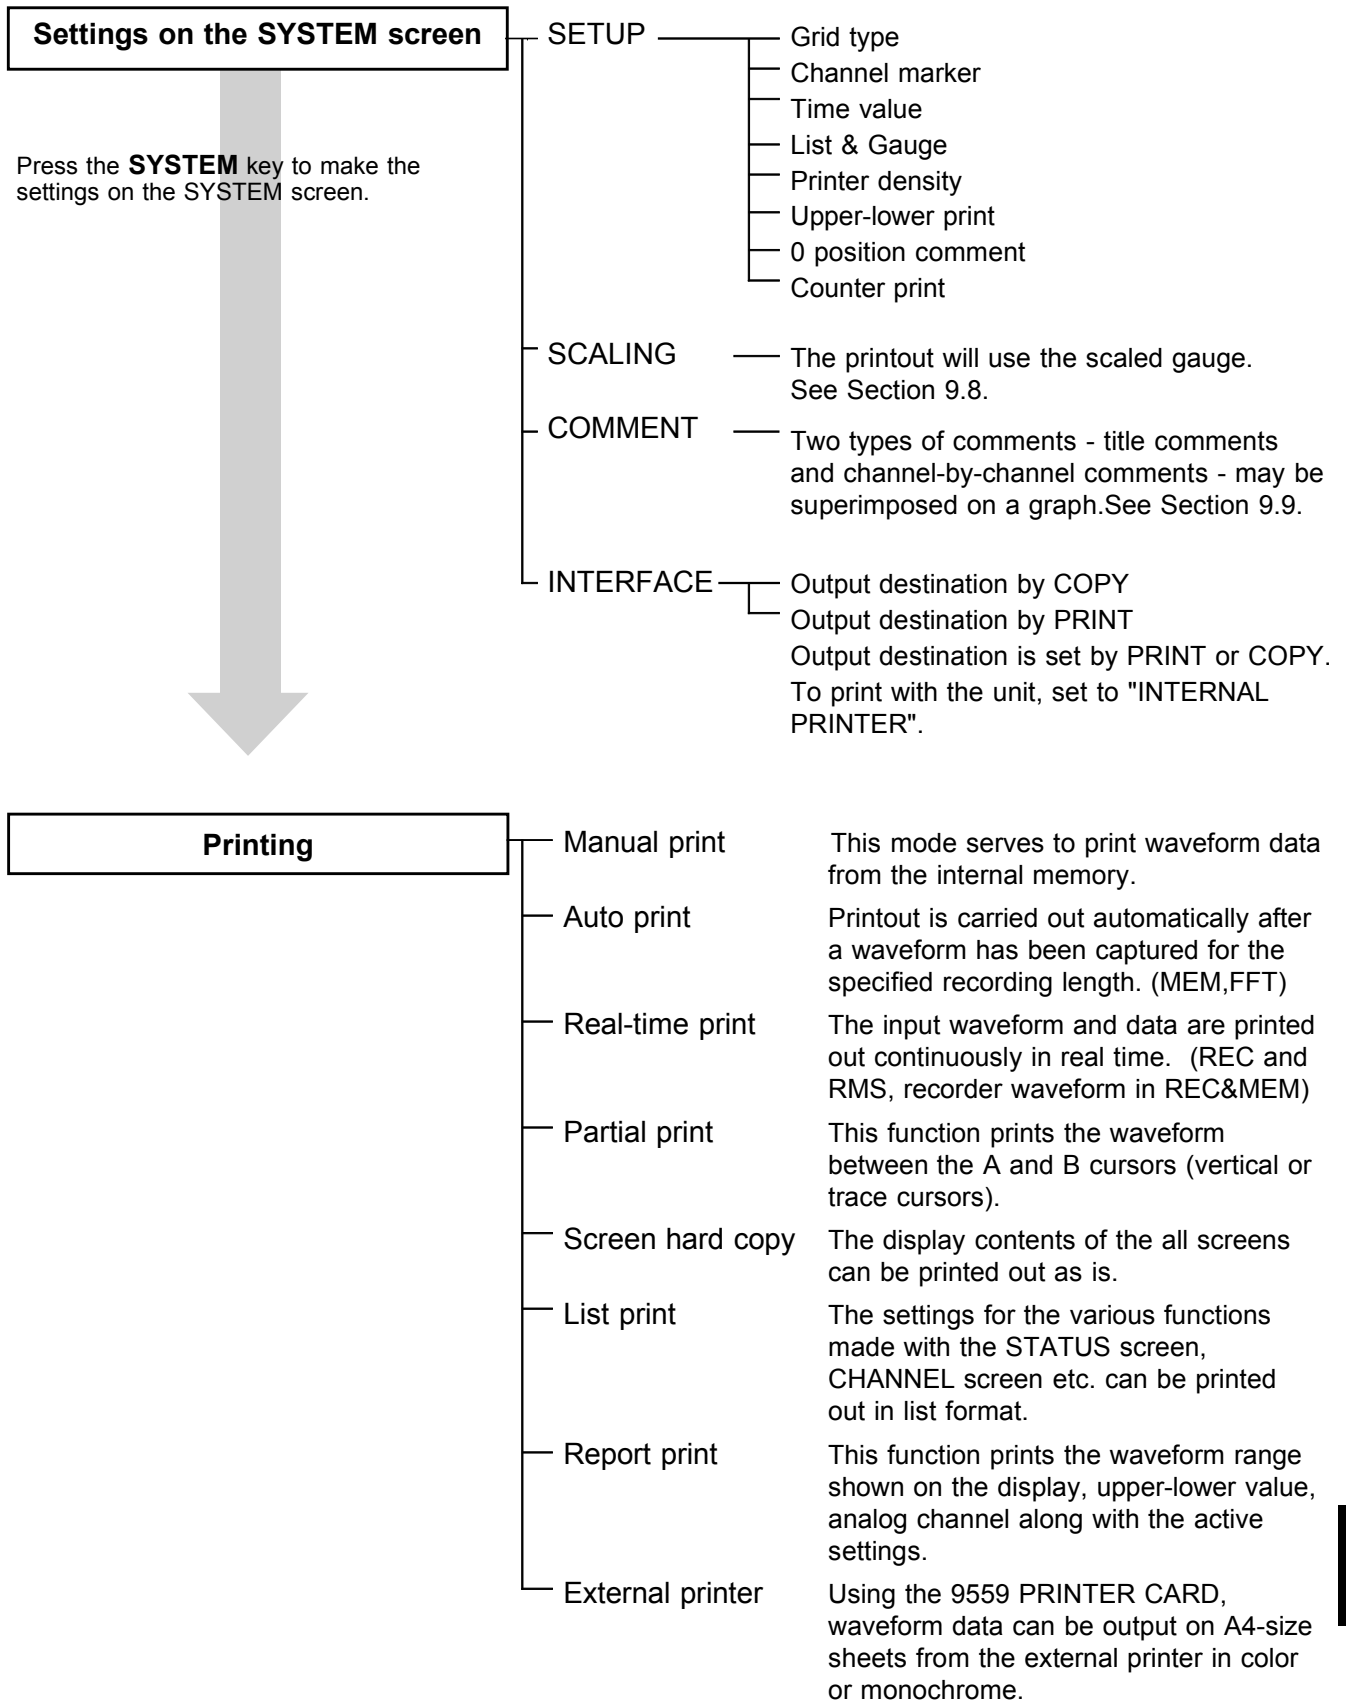 Settings on the SYSTEM screen
Press the SYSTEM key to make the
settings on the SYSTEM screen.
SETUP
Grid type
Channel marker
Time value
List & Gauge
Printer density
Upper-lower print
0 position comment
Counter print
SCALING
The printout will use the scaled gauge.
See Section 9.8.
COMMENT
Two types of comments - title comments
and channel-by-channel comments - may be
superimposed on a graph.See Section 9.9.
INTERFACE
Output destination by COPY
Output destination by PRINT
Output destination is set by PRINT or COPY.
To print with the unit, set to "INTERNAL
PRINTER".
Printing
Manual print
This mode serves to print waveform data
from the internal memory.
Auto print
Printout is carried out automatically after
a waveform has been captured for the
specified recording length. (MEM,FFT)
Real-time print
The input waveform and data are printed
out continuously in real time. (REC and
RMS, recorder waveform in REC&MEM)
Partial print
This function prints the waveform
between the A and B cursors (vertical or
trace cursors).
Screen hard copy
The display contents of the all screens
can be printed out as is.
List print
The settings for the various functions
made with the STATUS screen,
CHANNEL screen etc. can be printed
out in list format.
Report print
This function prints the waveform range
shown on the display, upper-lower value,
analog channel along with the active
settings.
External printer
Using the 9559 PRINTER CARD,
waveform data can be output on A4-size
sheets from the external printer in color
or monochrome.